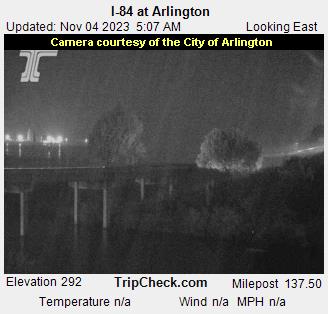 I-84 at Arlington
Updated: Nov 04 2023 5:07 AM Looking East
Camera courtesy of the City of Arlington
Elevation 292 TripCheck.com Milepost 137.50
Temperature n/a Wind n/a MPH n/a